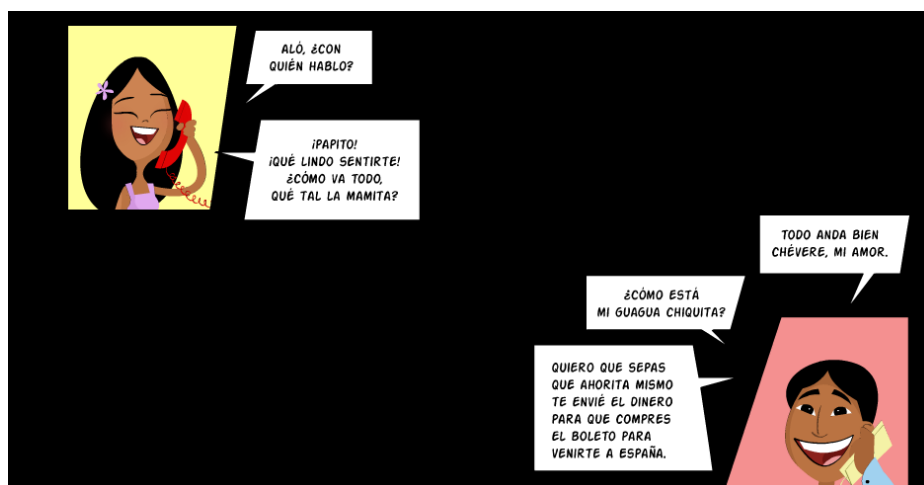 ALÓ, ¿CON
QUIÉN HABLO?
¡PAPITO!
¡QUÉ LINDO SENTIRTE!
¿CÓMO VA TODO,
QUÉ TAL LA MAMITA?
TODO ANDA BIEN
CHÉVERE, MI AMOR.
¿CÓMO ESTÁ
MI GUAGUA CHIQUITA?
QUIERO QUE SEPAS
QUE AHORITA MISMO
TE ENVIÉ EL DINERO
PARA QUE COMPRES
EL BOLETO PARA
VENIRTE A ESPAÑA.